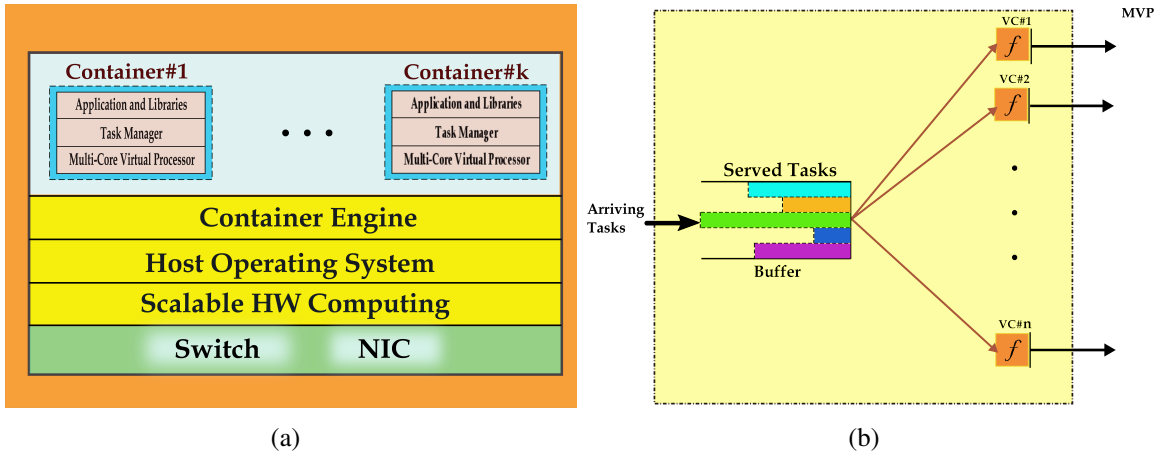 Container#1
Application and Libraries
Task Manager
Multi-Core Virtual Processor
Container#k
Application and Libraries
Task Manager
Multi-Core Virtual Processor
Container Engine
Host Operating System
Scalable HW Computing
Switch
NIC
(a)
MVP
VC#1
f
VC#2
f
Served Tasks
Arriving
Tasks
Buffer
VC#n
f
(b)